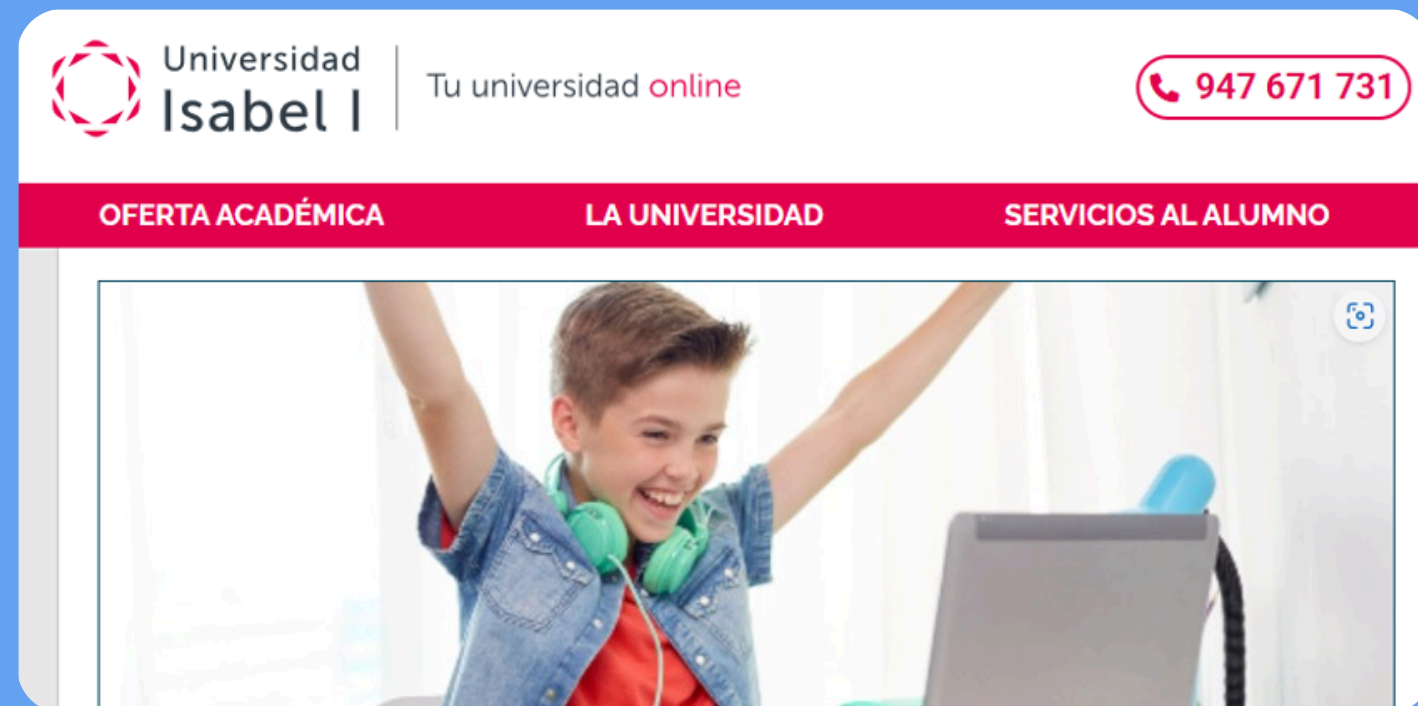 Universidad
Isabel I
Tu universidad online
947 671 731
OFERTA ACADÉMICA
LA UNIVERSIDAD
SERVICIOS AL ALUMNO